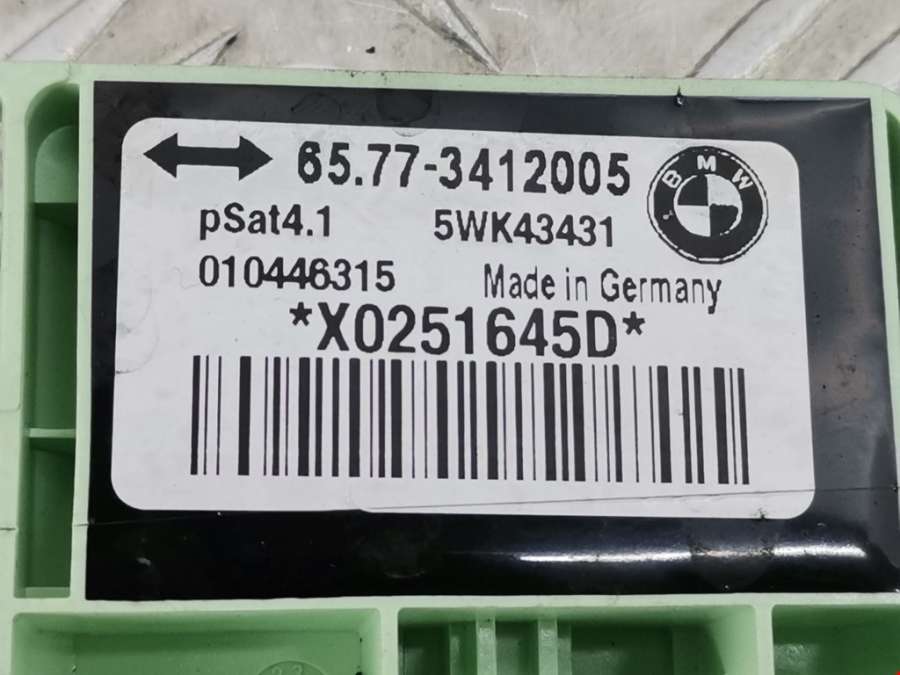 65.77-3412005
BMW
pSat4.1 5WK43431
010446315 Made in Germany
*X0251645D*